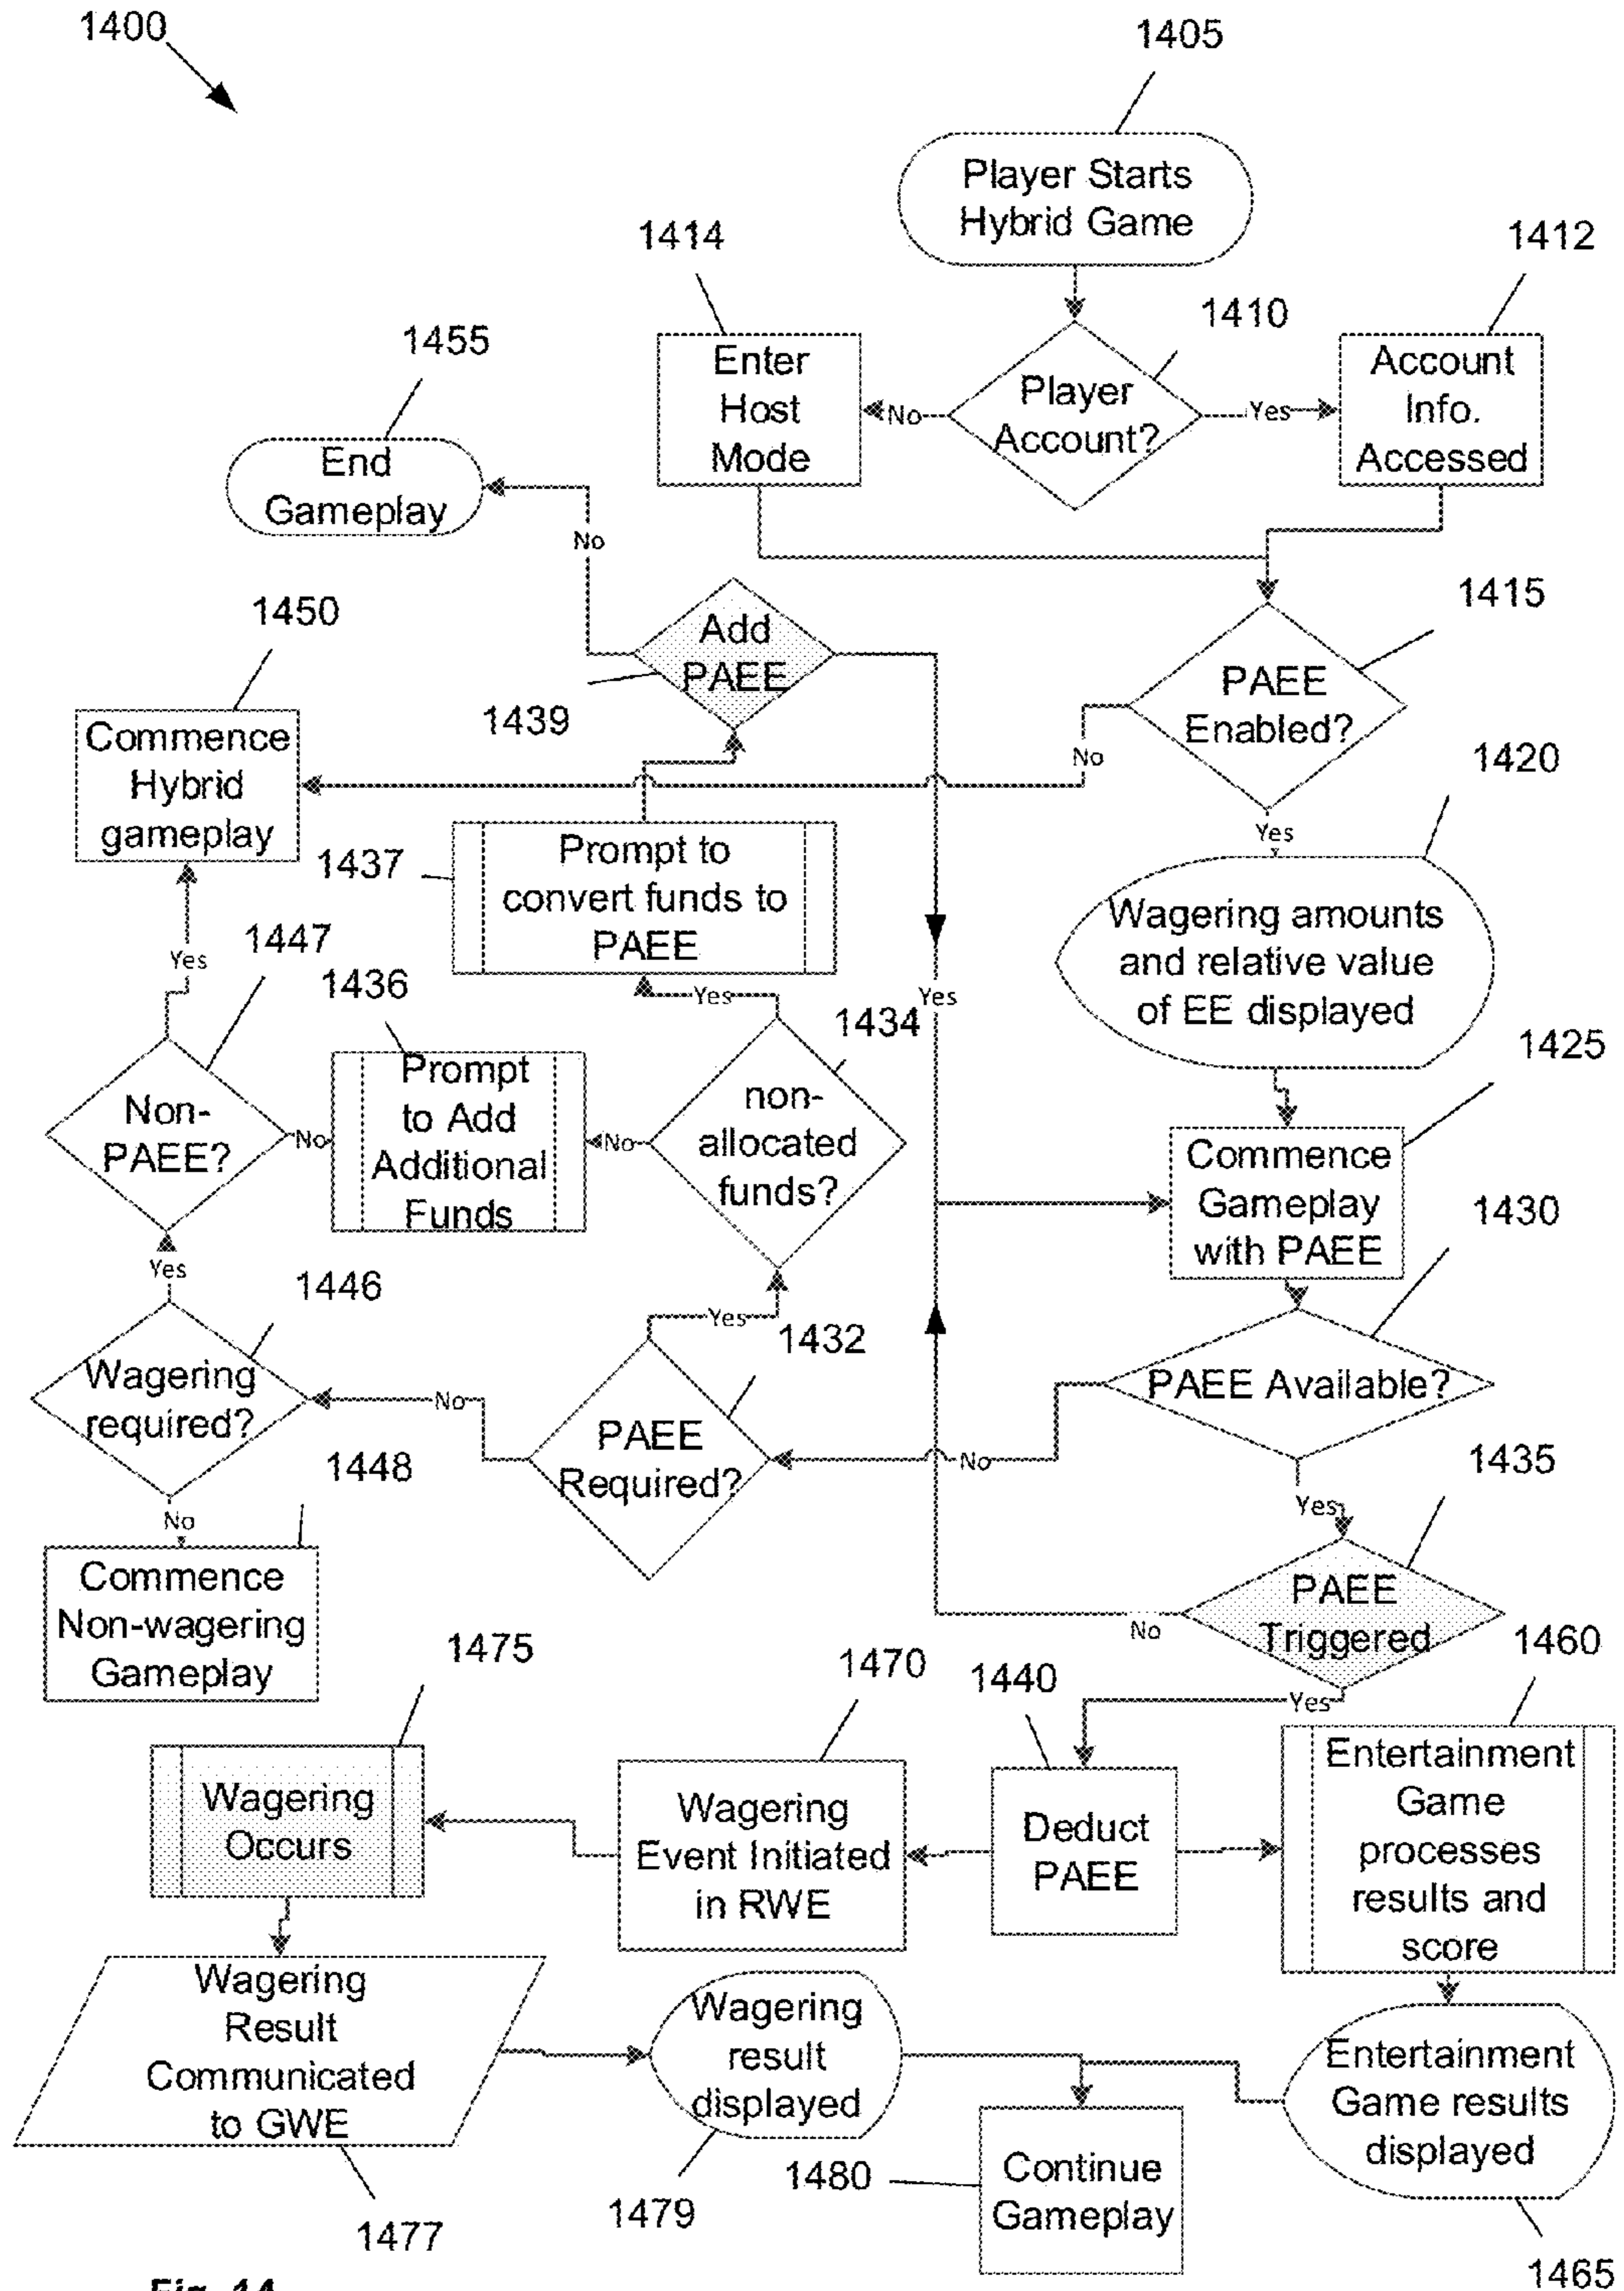 1400
1405
Player Starts
Hybrid Game
1414
1412
1410
1455
Enter
Host
Mode
No
Player
Account?
Yes
Account
Info.
Accessed
End
Gameplay
No
1415
1450
Add
PAEE
1439
PAEE
Enabled?
No
1420
Commence
Hybrid
gameplay
Yes
1437
Prompt to
convert funds to
PAEE
Wagering amounts
and relative value
of EE displayed
Yes
1447
1436
Yes
Yes
1434
1425
Non-
PAEE?
No
Prompt
to Add
Additional
Funds
No
non-
allocated
funds?
Commence
Gameplay
with PAEE
1430
Yes
1446
Yes
1432
Wagering
required?
No
PAEE
Required?
No
PAEE Available?
1448
1435
No
Yes
Commence
Non-wagering
Gameplay
PAEE
Triggered
No
1475
1470
1440
Yes
1460
Wagering
Occurs
Wagering
Event Initiated
in RWE
Deduct
PAEE
Entertainment
Game
processes
results and
score
Wagering
Result
Communicated
to GWE
Wagering
result
displayed
Entertainment
Game results
displayed
1480
Continue
Gameplay
1477
1479
1465
Fig. 14